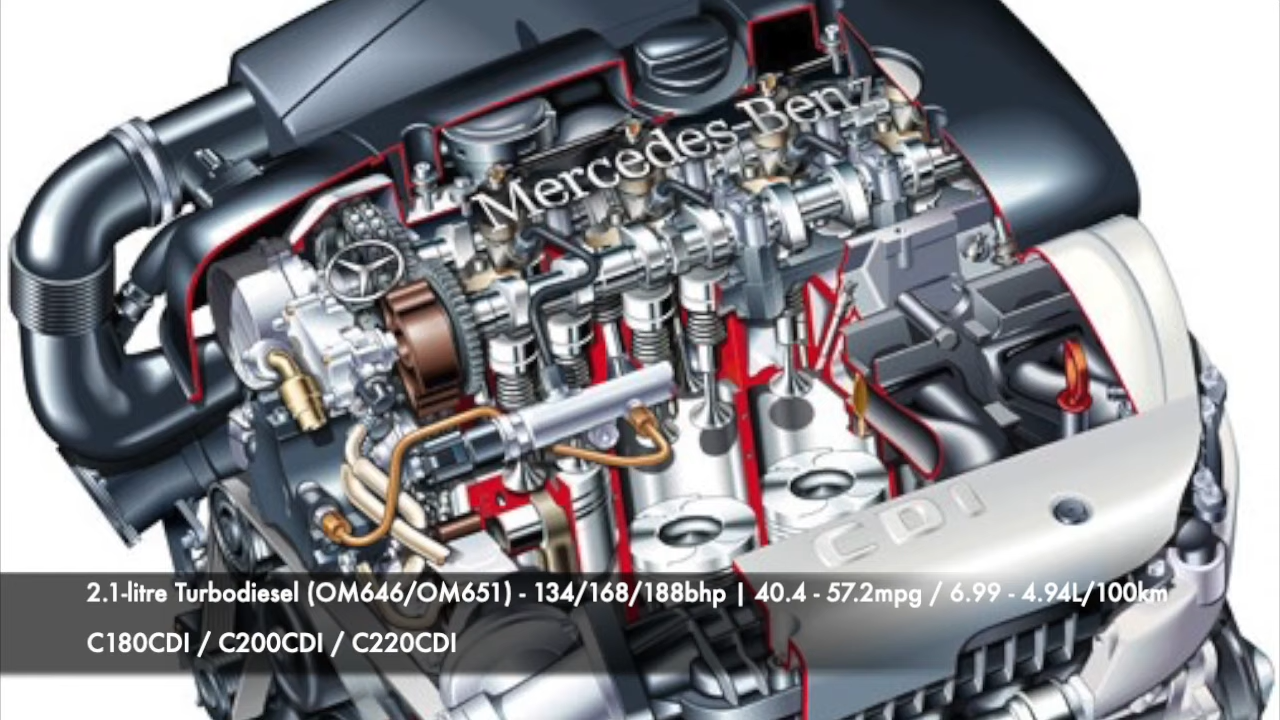 Mercedes-Benz
CDI
2.1-litre Turbodiesel (OM646/OM651) - 134/168/188bhp | 40.4 - 57.2mpg / 6.99 - 4.94L/100km
C180CDI / C200CDI / C220CDI